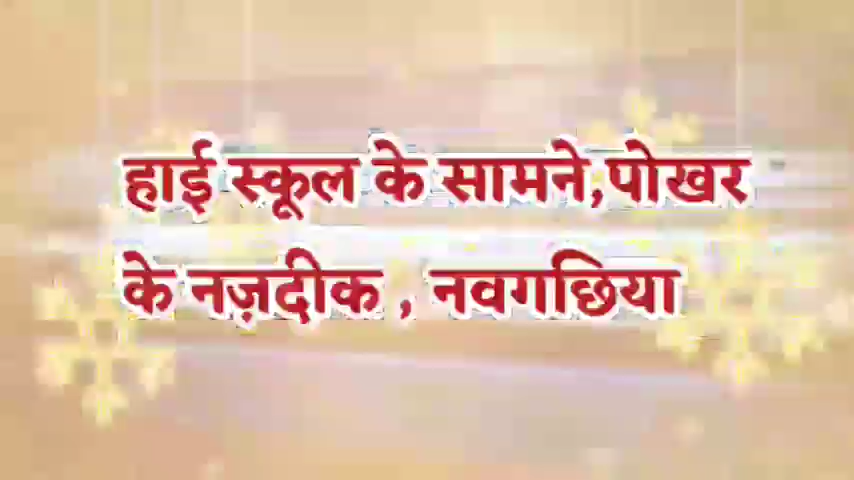 हाई स्कूल के सामने,पोखर
के नज़दीक , नवगछिया